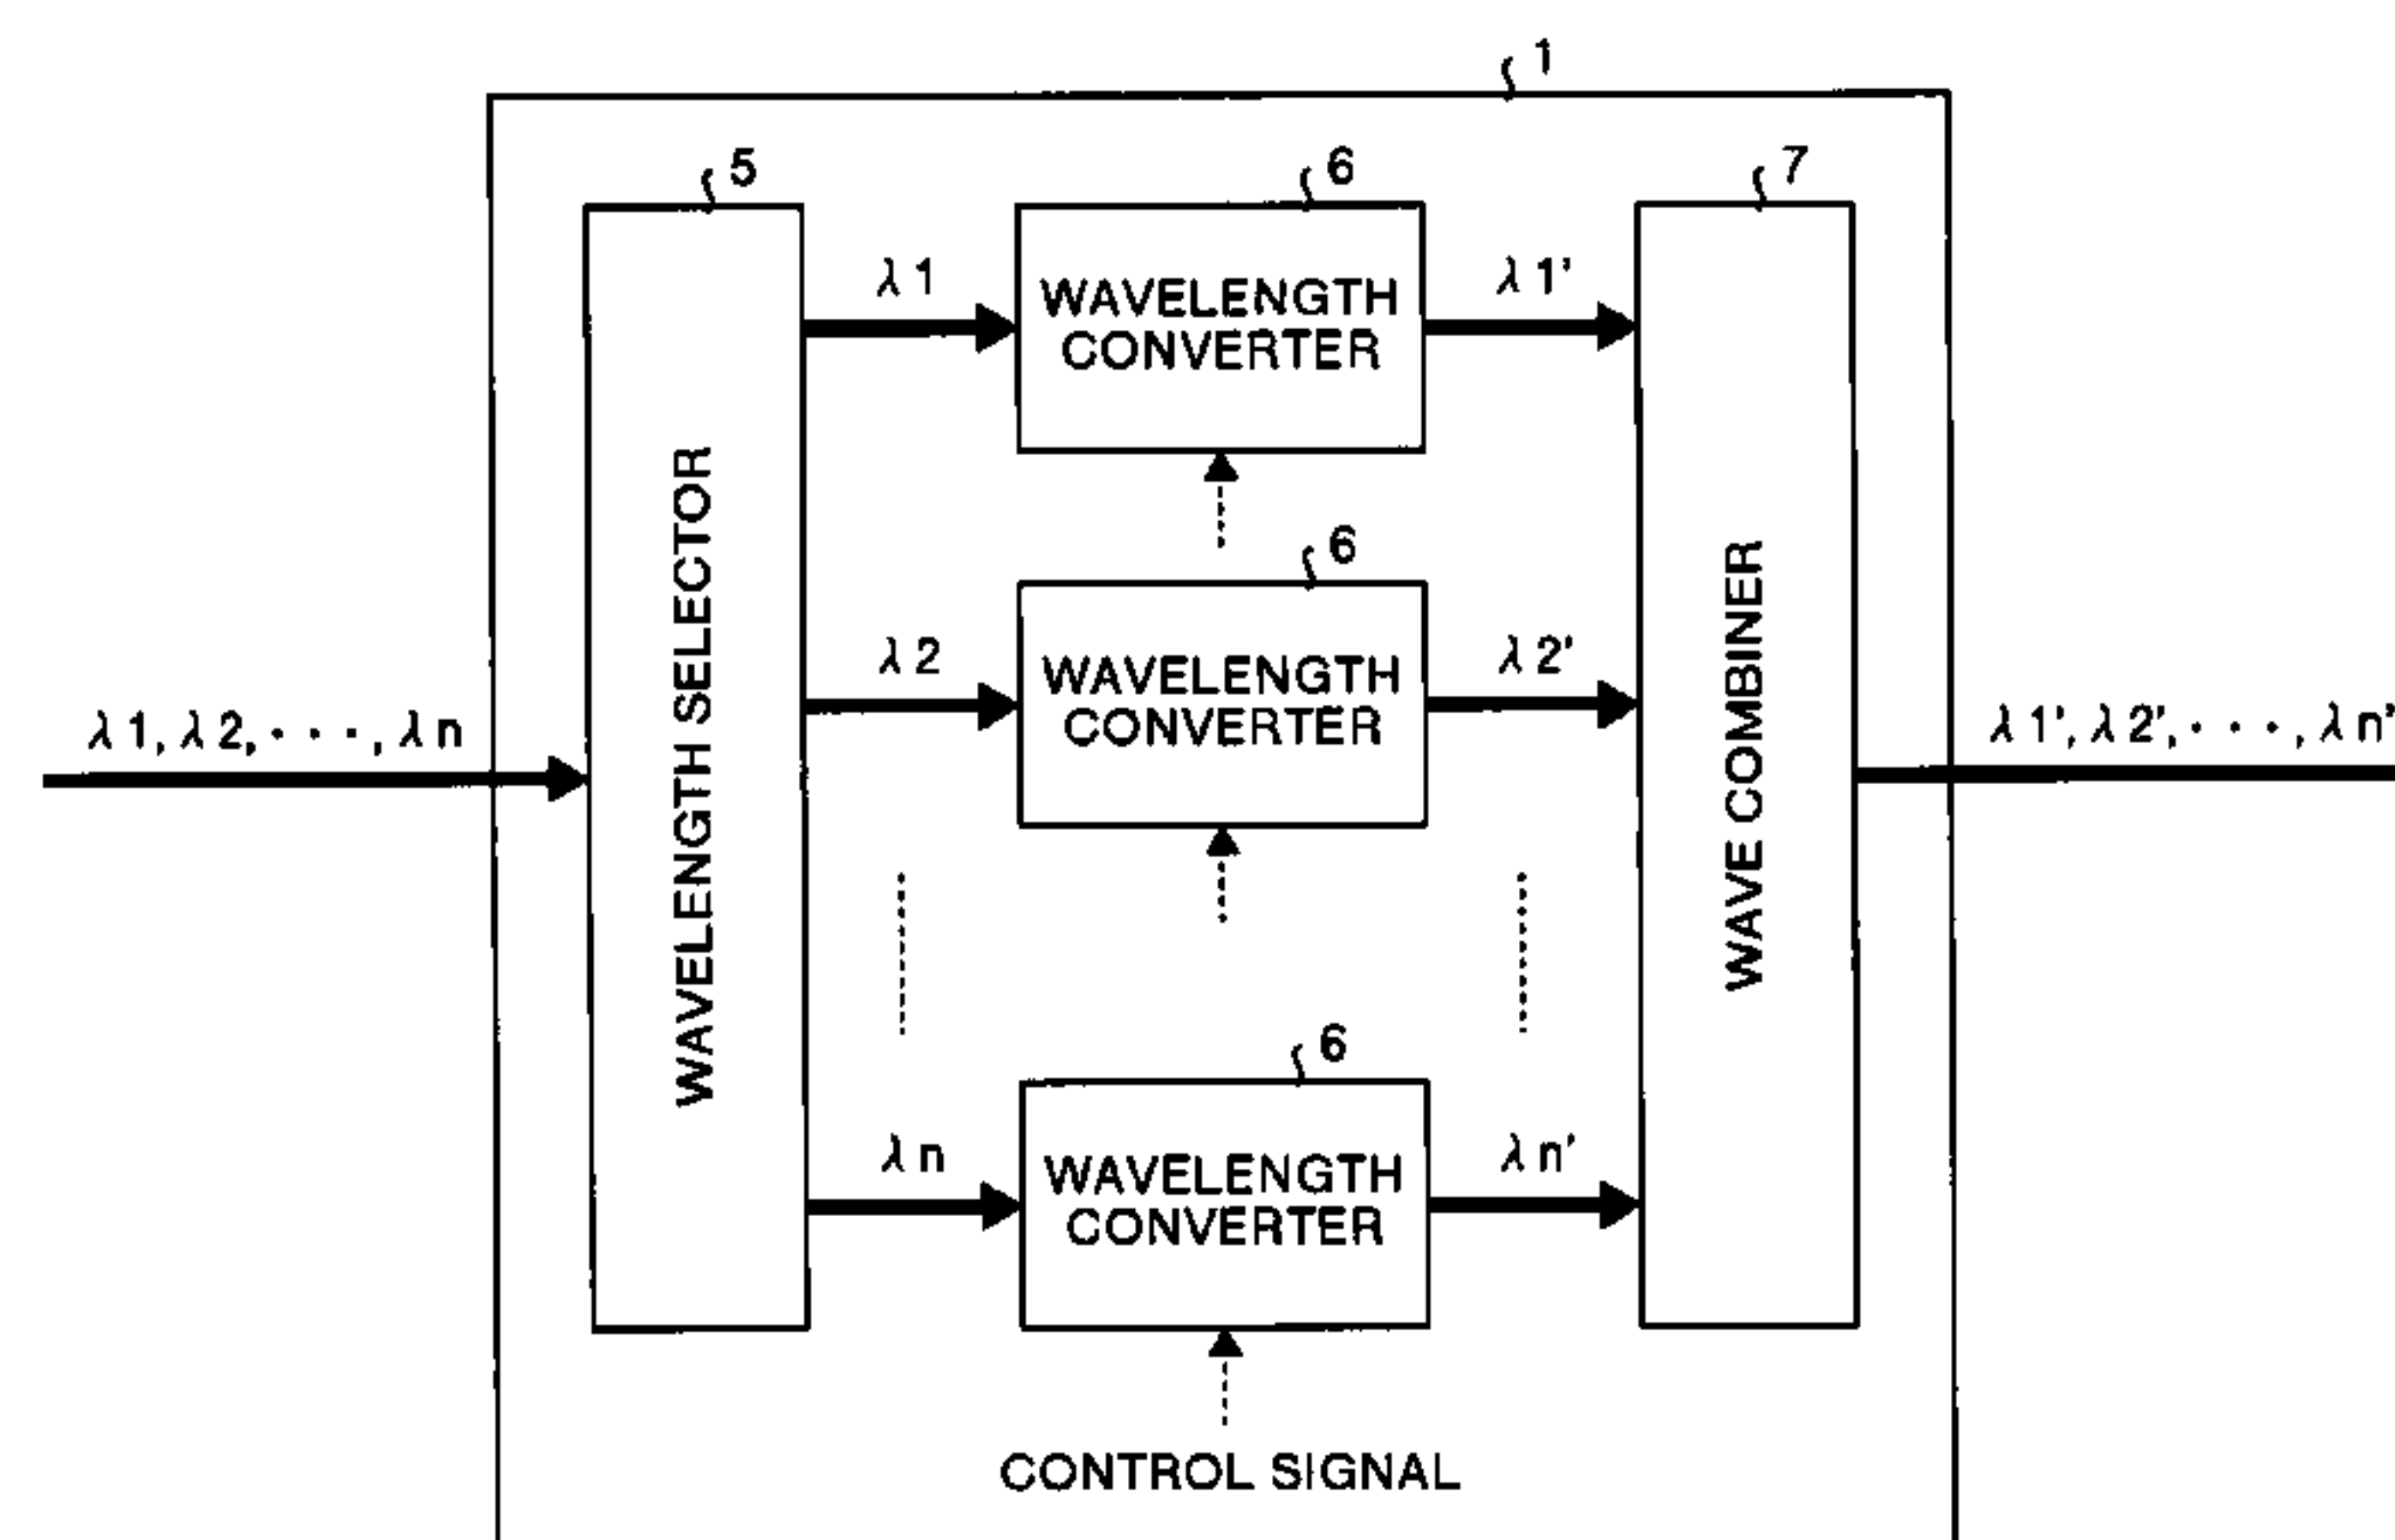 1
5
6
7
λ1
WAVELENGTH
CONVERTER
λ1'
6
λ2
WAVELENGTH
CONVERTER
λ2'
λ1, λ2, · · ·, λn
WAVELENGTH SELECTOR
WAVE COMBINER
λ1', λ2', · · ·, λn'
6
λn
WAVELENGTH
CONVERTER
λn'
CONTROL SIGNAL